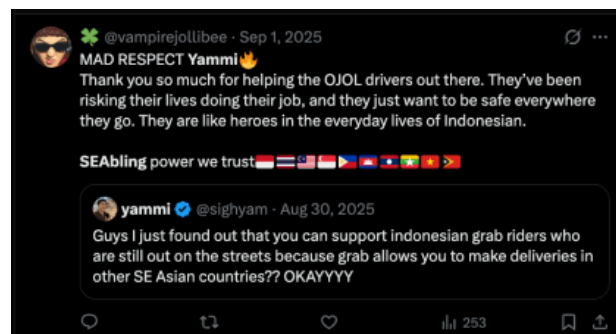 🍀 @vampirejollibee · Sep 1, 2025
MAD RESPECT Yammi🔥
Thank you so much for helping the OJOL drivers out there. They've been
risking their lives doing their job, and they just want to be safe everywhere
they go. They are like heroes in the everyday lives of Indonesian.
SEAbling power we trust🇮🇩🇹🇭🇲🇾🇸🇬🇵🇭🇰🇭🇱🇦🇲🇲🇻🇳🇹🇱
yammi @sighyam · Aug 30, 2025
Guys I just found out that you can support indonesian grab riders who
are still out on the streets because grab allows you to make deliveries in
other SE Asian countries?? OKAYYYY
253